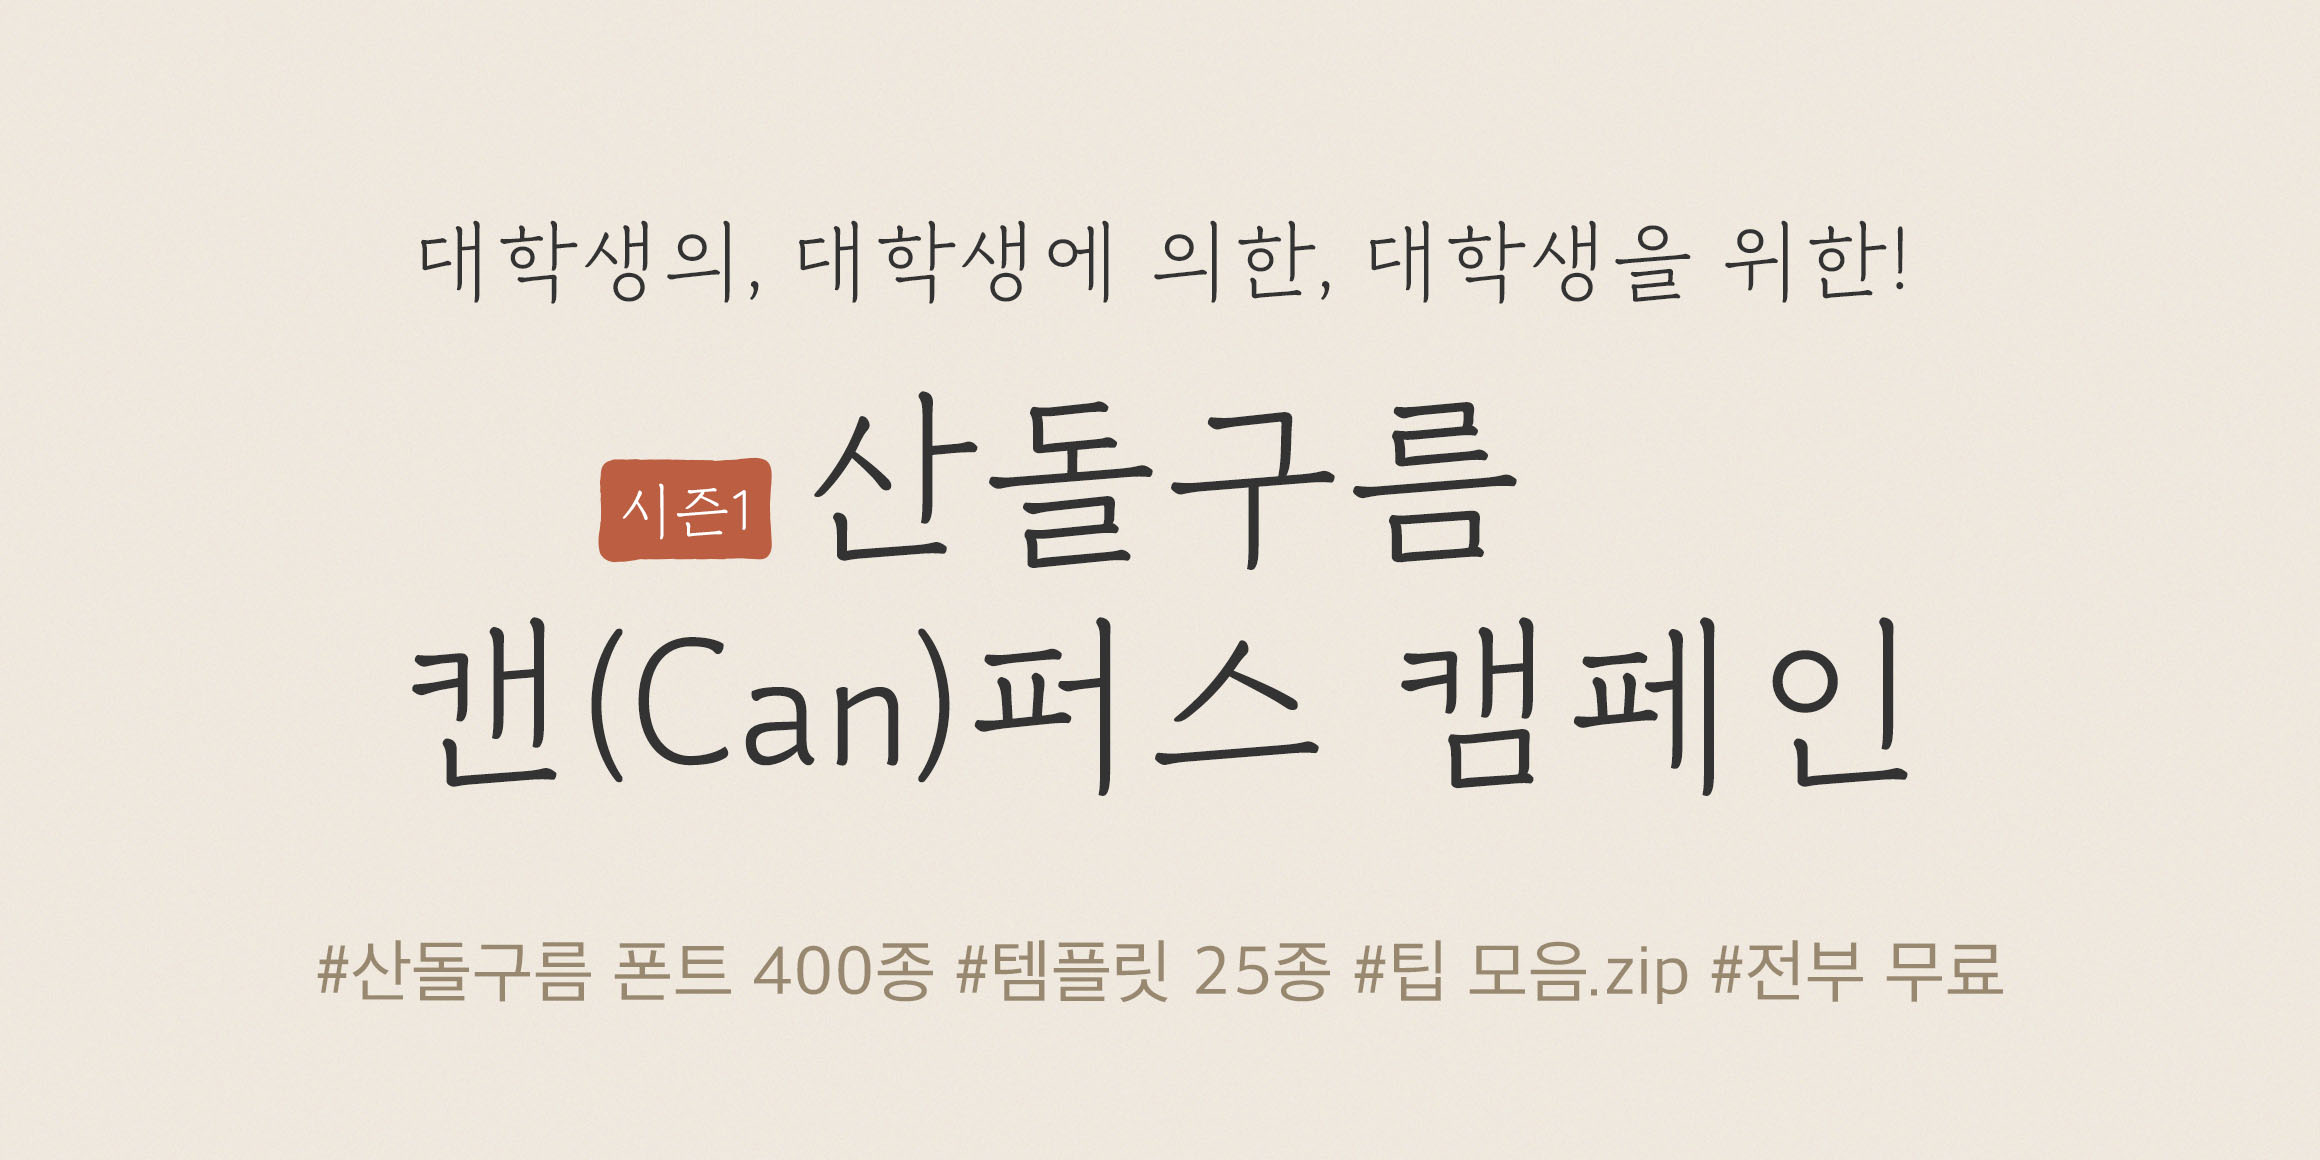 대학생의, 대학생에 의한, 대학생을 위한!
시즌1 산돌구름
캔(Can)퍼스 캠페인
#산돌구름 폰트 400종 #템플릿 25종 #팁 모음.zip #전부 무료